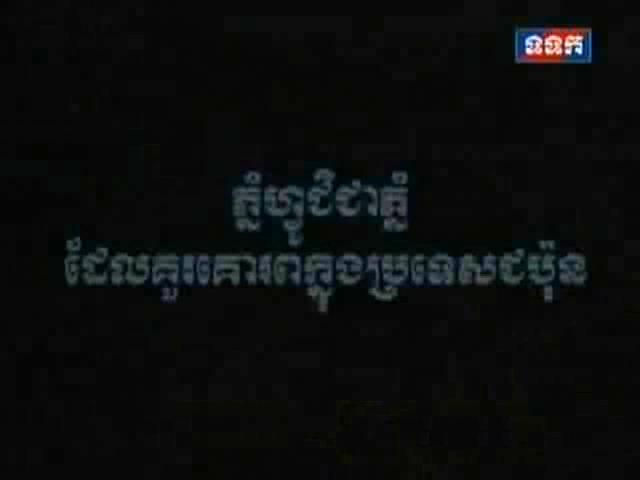 ទទក
ភ្នំហ្វូជីជាភ្នំ
ដែលគួរគោរពក្នុងប្រទេសជប៉ុន